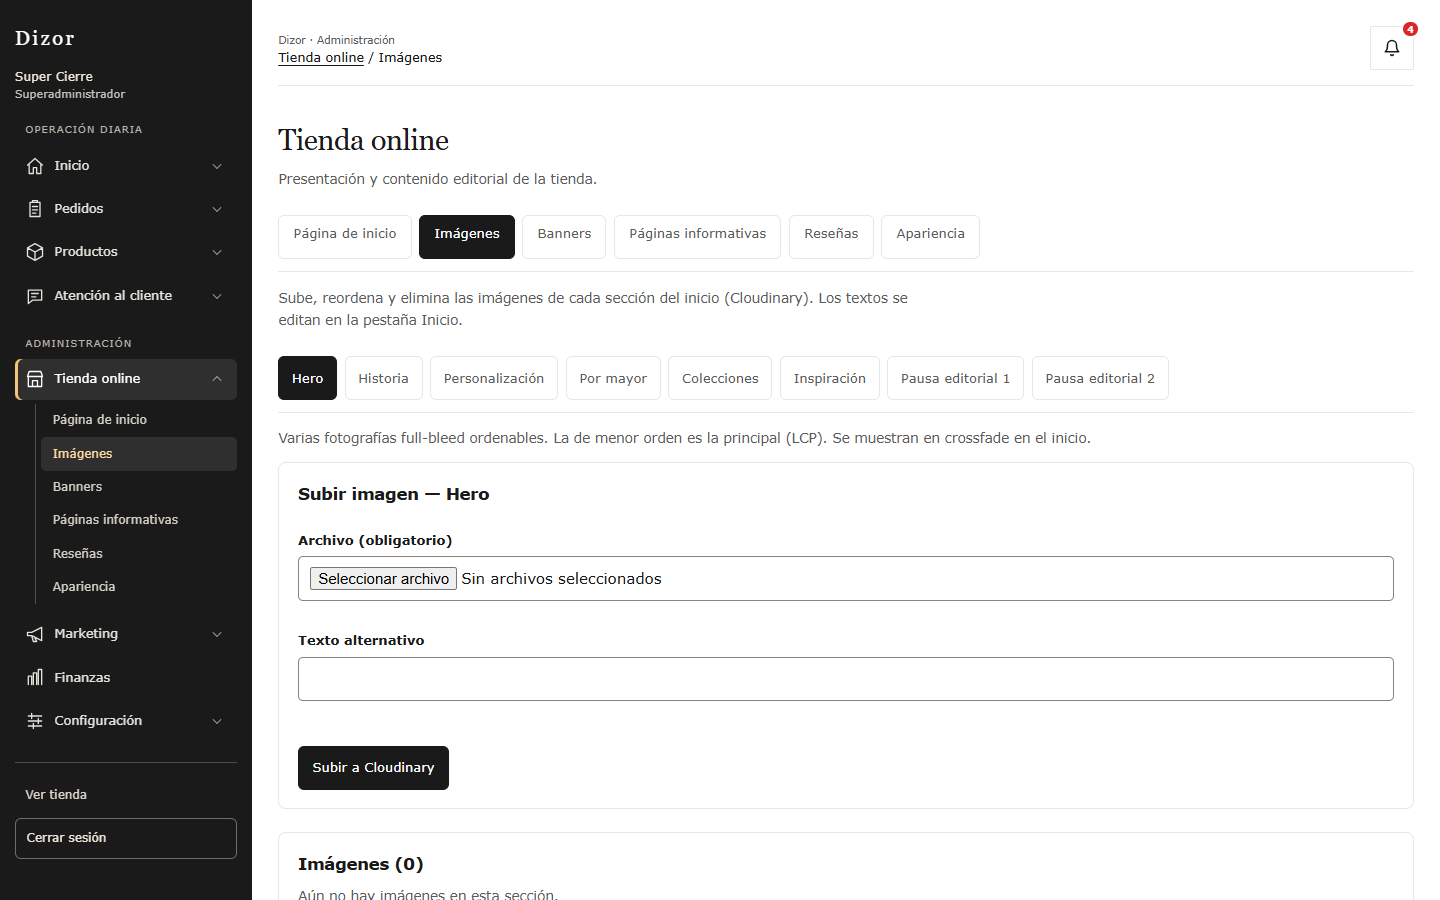 Dizor
Super Cierre
Superadministrador
OPERACIÓN DIARIA
Inicio
Pedidos
Productos
Atención al cliente
ADMINISTRACIÓN
Tienda online
Página de inicio
Imágenes
Banners
Páginas informativas
Reseñas
Apariencia
Marketing
Finanzas
Configuración
Ver tienda
Cerrar sesión
Dizor · Administración
Tienda online / Imágenes
4
Tienda online
Presentación y contenido editorial de la tienda.
Página de inicio Imágenes Banners Páginas informativas Reseñas Apariencia
Sube, reordena y elimina las imágenes de cada sección del inicio (Cloudinary). Los textos se
editan en la pestaña Inicio.
Hero Historia Personalización Por mayor Colecciones Inspiración Pausa editorial 1 Pausa editorial 2
Varias fotografías full-bleed ordenables. La de menor orden es la principal (LCP). Se muestran en crossfade en el inicio.
Subir imagen — Hero
Archivo (obligatorio)
Seleccionar archivo Sin archivos seleccionados
Texto alternativo
Subir a Cloudinary
Imágenes (0)
Aún no hay imágenes en esta sección.